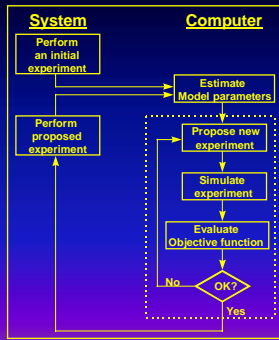 System
Computer
Perform
an initial
experiment
Estimate
Model parameters
Perform
proposed
experiment
Propose new
experiment
Simulate
experiment
Evaluate
Objective function
No
OK?
Yes